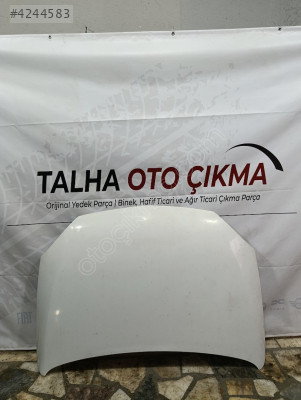 #4244583
TALHA OTO ÇIKMA
Orijinal Yedek Parça | Binek, Hafif Ticari ve Ağır Ticari Çıkma Parça